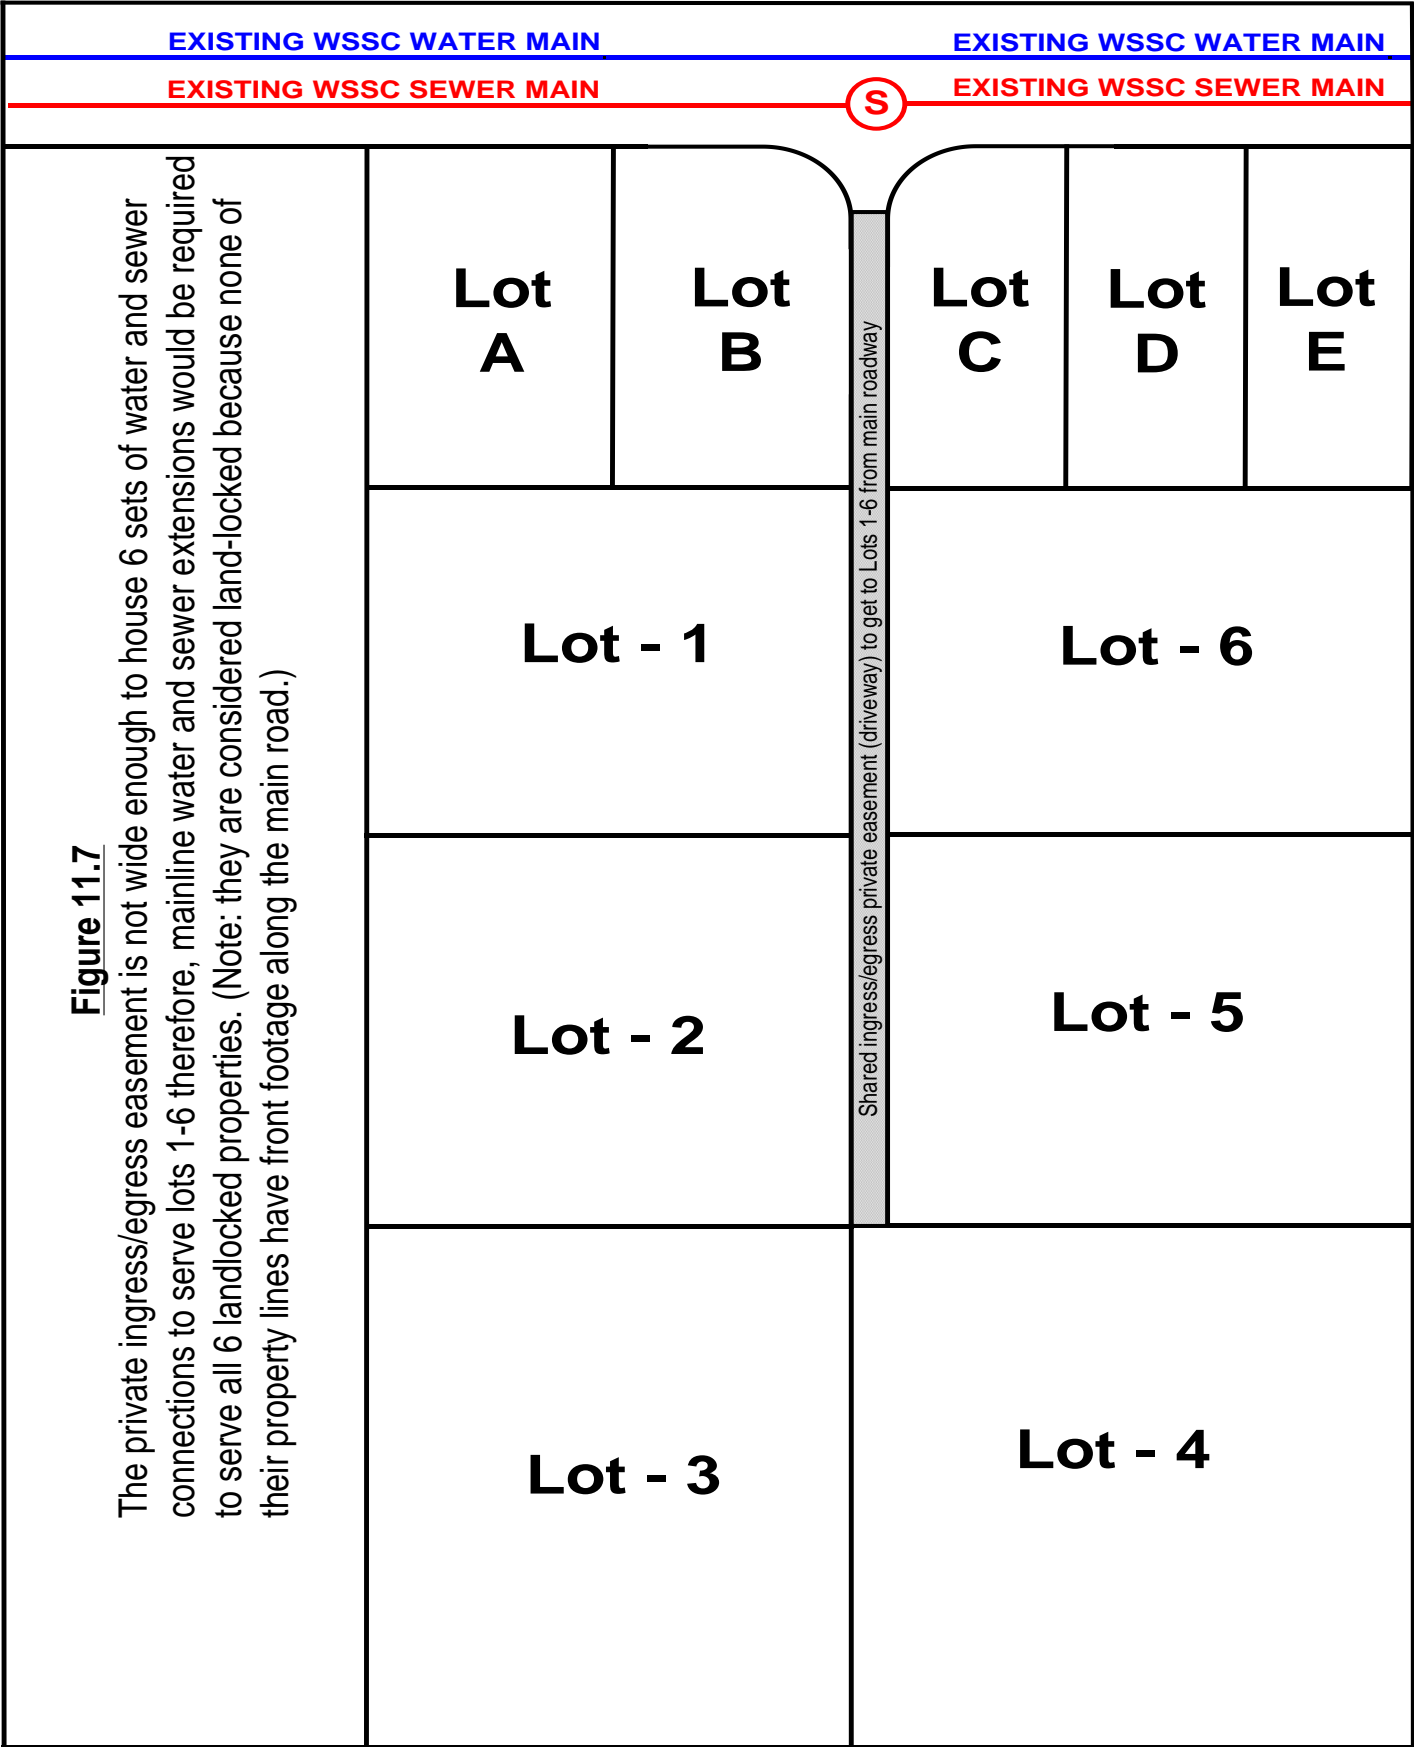 EXISTING WSSC WATER MAIN
EXISTING WSSC WATER MAIN
EXISTING WSSC SEWER MAIN
EXISTING WSSC SEWER MAIN
S
Figure 11.7
The private ingress/egress easement is not wide enough to house 6 sets of water and sewer
connections to serve lots 1-6 therefore, mainline water and sewer extensions would be required
to serve all 6 landlocked properties. (Note: they are considered land-locked because none of
their property lines have front footage along the main road.)
Lot
A
Lot
B
Lot
C
Lot
D
Lot
E
Shared ingress/egress private easement (driveway) to get to Lots 1-6 from main roadway
Lot - 1
Lot - 6
Lot - 2
Lot - 5
Lot - 3
Lot - 4